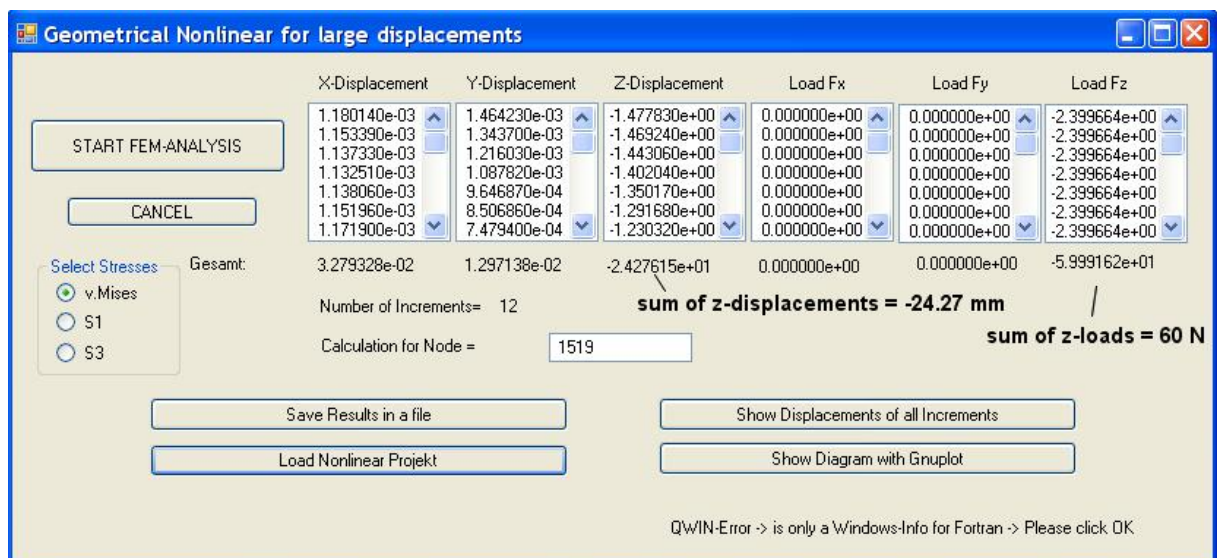 Geometrical Nonlinear for large displacements
X-Displacement Y-Displacement Z-Displacement Load Fx Load Fy Load Fz
START FEM-ANALYSIS
CANCEL
1.180140e-03 1.464230e-03 -1.477830e+00 0.000000e+00 0.000000e+00 -2.399664e+00
1.153390e-03 1.343700e-03 -1.469240e+00 0.000000e+00 0.000000e+00 -2.399664e+00
1.137330e-03 1.216030e-03 -1.443060e+00 0.000000e+00 0.000000e+00 -2.399664e+00
1.132510e-03 1.087820e-03 -1.402040e+00 0.000000e+00 0.000000e+00 -2.399664e+00
1.138060e-03 9.646870e-04 -1.350170e+00 0.000000e+00 0.000000e+00 -2.399664e+00
1.151960e-03 8.506860e-04 -1.291680e+00 0.000000e+00 0.000000e+00 -2.399664e+00
1.171900e-03 7.479400e-04 -1.230320e+00 0.000000e+00 0.000000e+00 -2.399664e+00
Gesamt: 3.279328e-02 1.297138e-02 -2.427615e+01 0.000000e+00 0.000000e+00 -5.999162e+01
Select Stresses
v.Mises
S1
S3
Number of Increments= 12
sum of z-displacements = -24.27 mm
sum of z-loads = 60 N
Calculation for Node = 1519
Save Results in a file
Show Displacements of all Increments
Load Nonlinear Projekt
Show Diagram with Gnuplot
QWIN-Error -> is only a Windows-Info for Fortran -> Please click OK